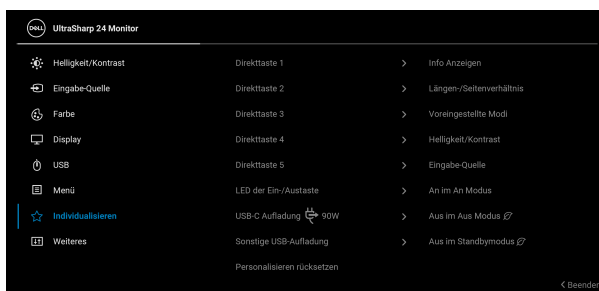 DELL UltraSharp 24 Monitor
Helligkeit/Kontrast Direkttaste 1 > Info Anzeigen
Eingabe-Quelle Direkttaste 2 > Längen-/Seitenverhältnis
Farbe Direkttaste 3 > Voreingestellte Modi
Display Direkttaste 4 > Helligkeit/Kontrast
USB Direkttaste 5 > Eingabe-Quelle
Menü LED der Ein-/Austaste > An im An Modus
Individualisieren USB-C Aufladung 90W > Aus im Aus Modus
Weiteres Sonstige USB-Aufladung > Aus im Standbymodus
Personalisieren rücksetzen
< Beenden